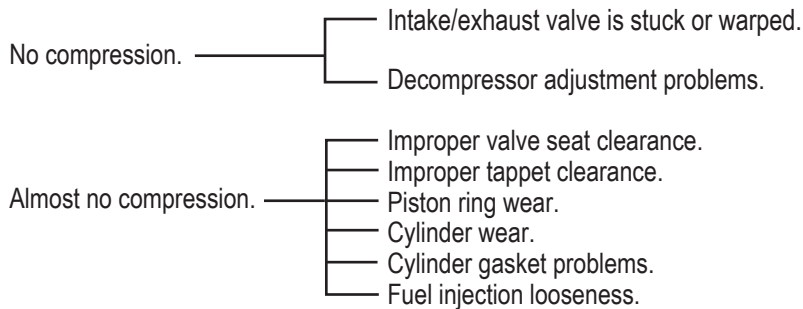 No compression.
Intake/exhaust valve is stuck or warped.
Decompressor adjustment problems.
Almost no compression.
Improper valve seat clearance.
Improper tappet clearance.
Piston ring wear.
Cylinder wear.
Cylinder gasket problems.
Fuel injection looseness.